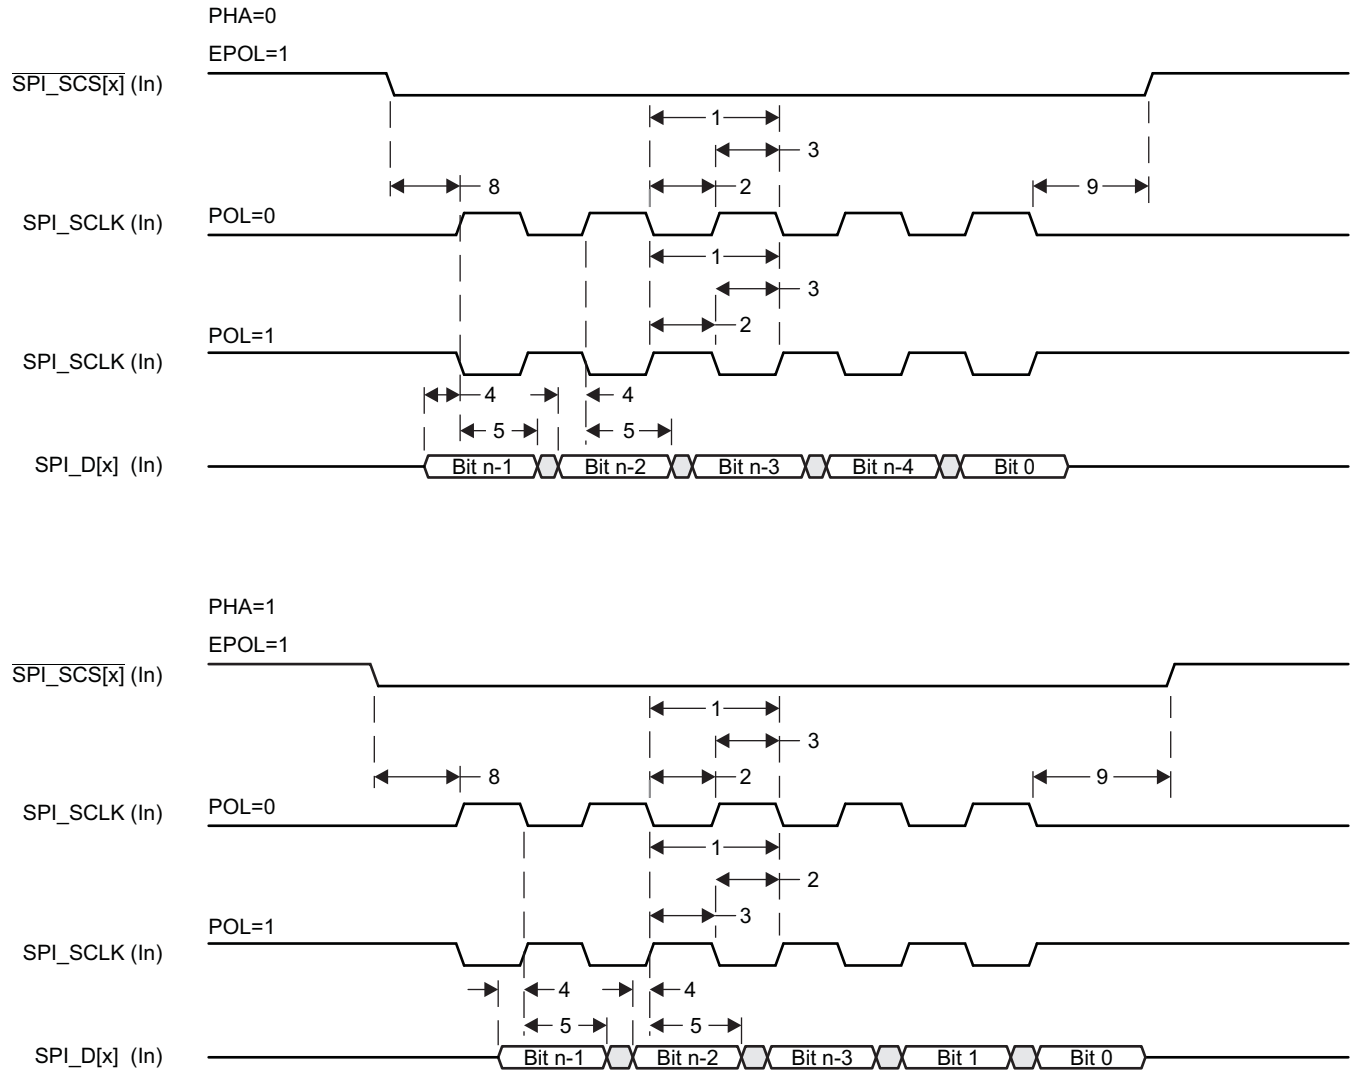 PHA=0
EPOL=1
SPI_SCS[x] (In)
1
3
8
2
9
POL=0
SPI_SCLK (In)
1
3
2
POL=1
SPI_SCLK (In)
4
4
5
5
SPI_D[x] (In)
Bit n-1
Bit n-2
Bit n-3
Bit n-4
Bit 0
PHA=1
EPOL=1
SPI_SCS[x] (In)
1
3
8
2
9
POL=0
SPI_SCLK (In)
1
2
3
POL=1
SPI_SCLK (In)
4
4
5
5
SPI_D[x] (In)
Bit n-1
Bit n-2
Bit n-3
Bit 1
Bit 0